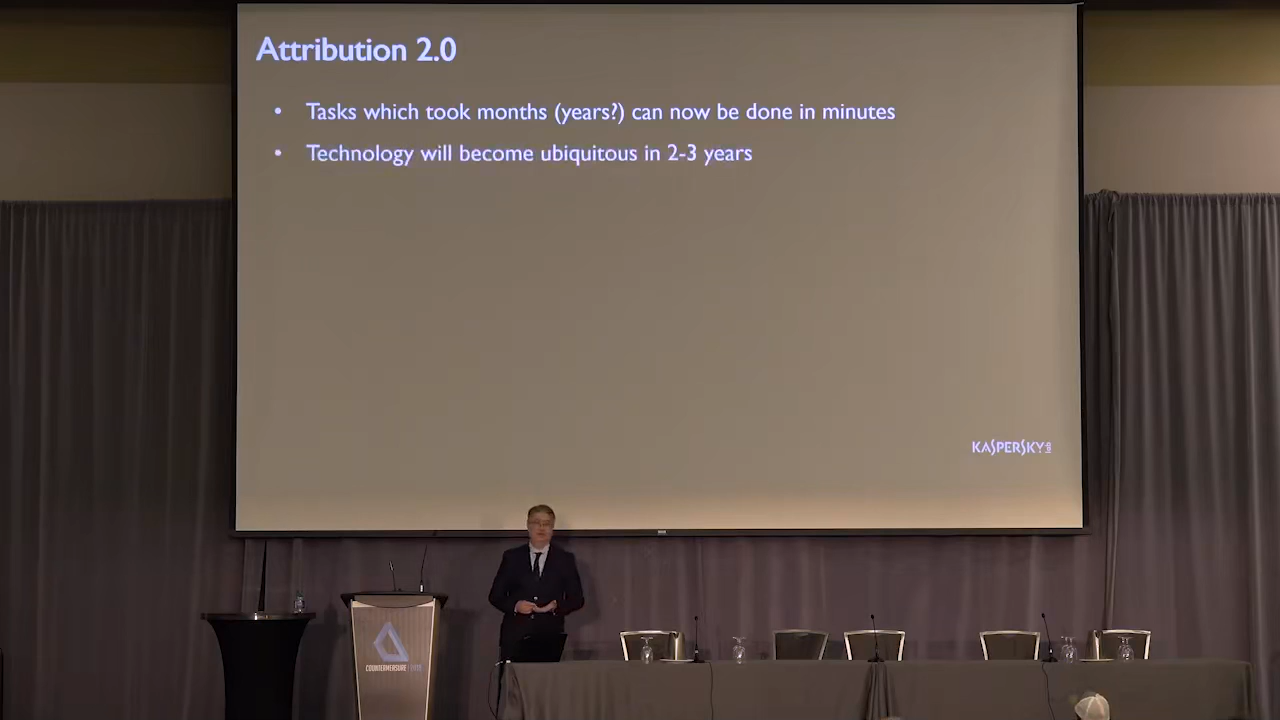 Attribution 2.0
• Tasks which took months (years?) can now be done in minutes
• Technology will become ubiquitous in 2-3 years
KASPERSKY
COUNTERMEASURE